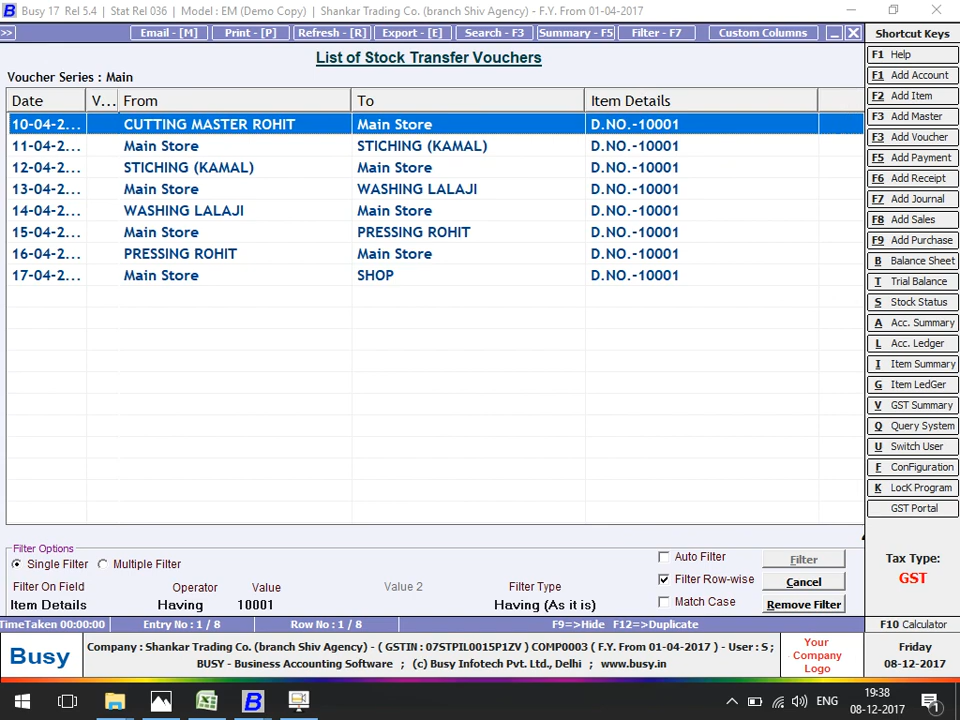 Busy 17 Rel 5.4 | Stat Rel 036 | Model : EM (Demo Copy) | Shankar Trading Co. (branch Shiv Agency) - F.Y. From 01-04-2017
>> Email - [M] Print - [P] Refresh - [R] Export - [E] Search - F3 Summary - F5 Filter - F7 Custom Columns
List of Stock Transfer Vouchers
Voucher Series : Main
Date V... From To Item Details
10-04-2... CUTTING MASTER ROHIT Main Store D.NO.-10001
11-04-2... Main Store STICHING (KAMAL) D.NO.-10001
12-04-2... STICHING (KAMAL) Main Store D.NO.-10001
13-04-2... Main Store WASHING LALAJI D.NO.-10001
14-04-2... WASHING LALAJI Main Store D.NO.-10001
15-04-2... Main Store PRESSING ROHIT D.NO.-10001
16-04-2... PRESSING ROHIT Main Store D.NO.-10001
17-04-2... Main Store SHOP D.NO.-10001
Filter Options
Single Filter Multiple Filter
Filter On Field Operator Value Value 2 Filter Type
Item Details Having 10001 Having (As it is)
Auto Filter Filter
Filter Row-wise Cancel
Match Case Remove Filter
TimeTaken 00:00:00 Entry No : 1 / 8 Row No : 1 / 8 F9=>Hide F12=>Duplicate
Busy
Company : Shankar Trading Co. (branch Shiv Agency) - ( GSTIN : 07STPIL0015P1ZV ) COMP0003 ( F.Y. From 01-04-2017 ) - User : S ;
BUSY - Business Accounting Software ; (c) Busy Infotech Pvt. Ltd., Delhi ; www.busy.in
Your
Company
Logo
Shortcut Keys
F1 Help
F1 Add Account
F2 Add Item
F3 Add Master
F3 Add Voucher
F5 Add Payment
F6 Add Receipt
F7 Add Journal
F8 Add Sales
F9 Add Purchase
B Balance Sheet
T Trial Balance
S Stock Status
A Acc. Summary
L Acc. Ledger
I Item Summary
G Item LedGer
V GST Summary
Q Query System
U Switch User
F ConFiguration
K LocK Program
GST Portal
Tax Type:
GST
F10 Calculator
Friday
08-12-2017
B ENG
19:38
08-12-2017
1